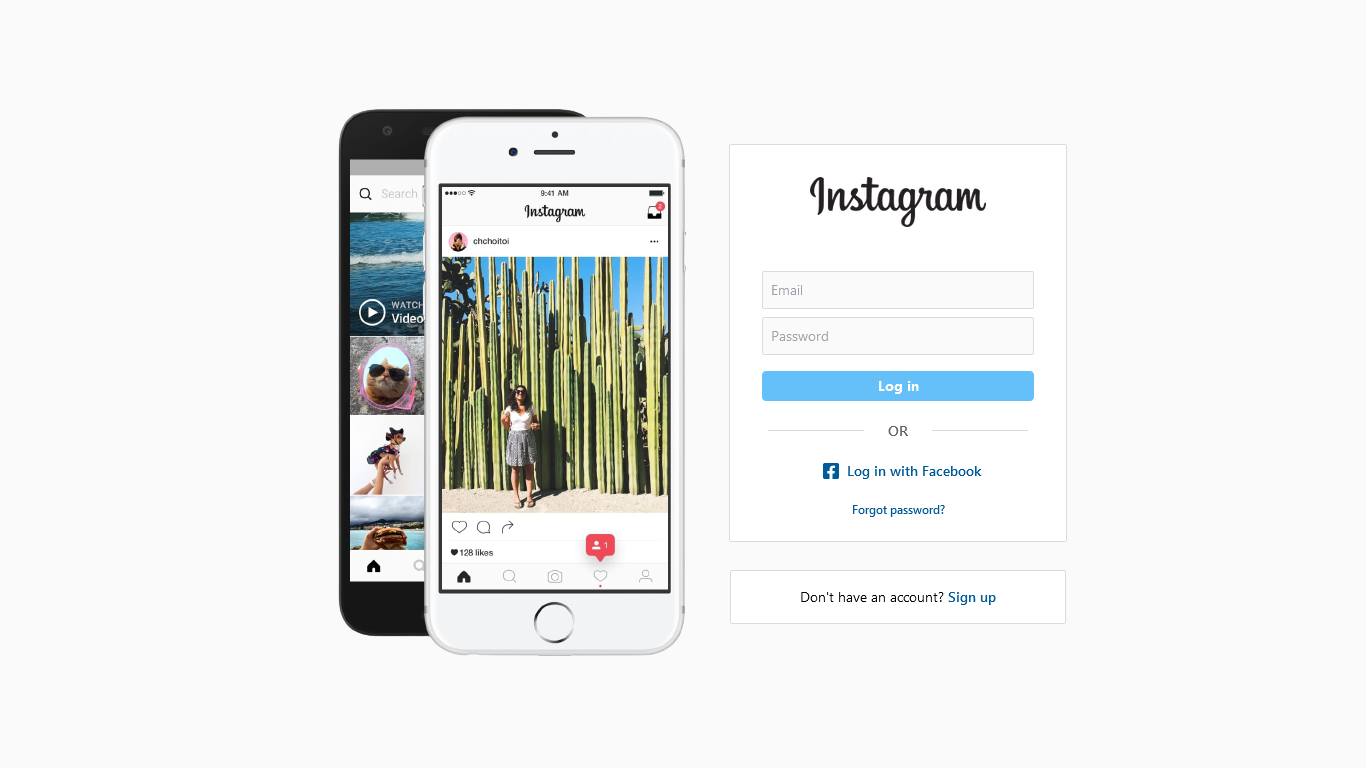 Search
WATCH
Video
9:41 AM
Instagram
2
chchoitoi
1
128 likes
Instagram
Email
Password
Log in
OR
Log in with Facebook
Forgot password?
Don't have an account? Sign up